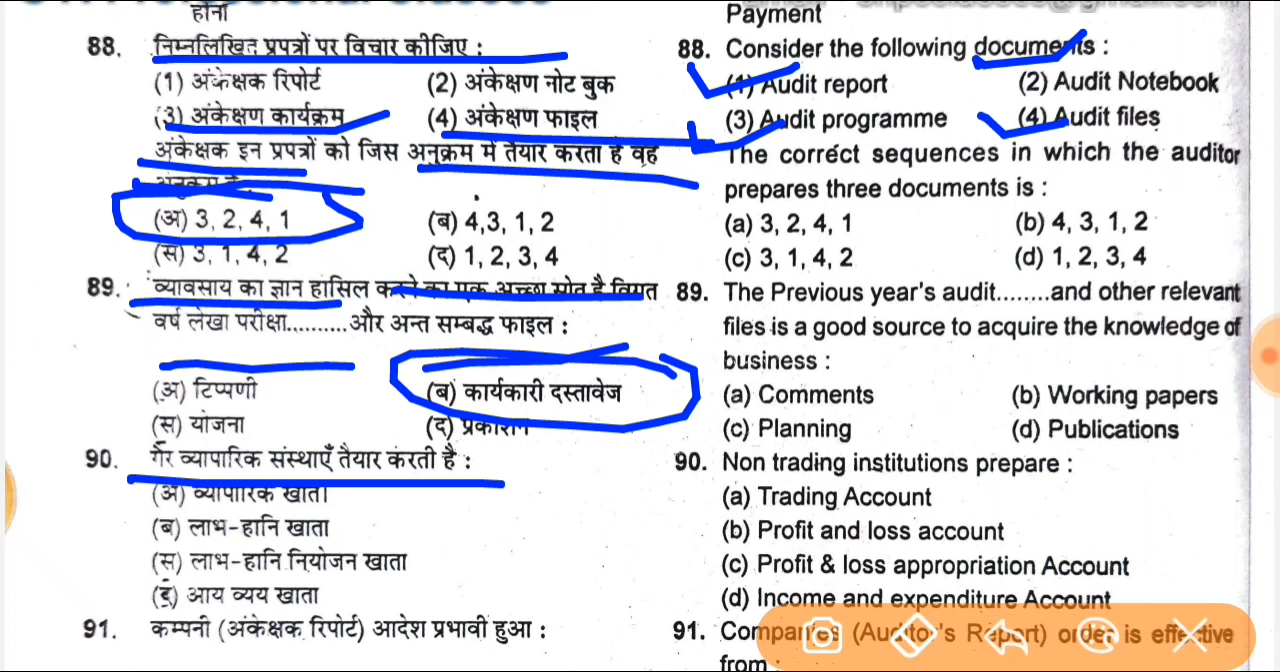 होना
88. निम्नलिखित प्रपत्रों पर विचार कीजिए :
(1) अंकेक्षक रिपोर्ट (2) अंकेक्षण नोट बुक
(3) अंकेक्षण कार्यक्रम (4) अंकेक्षण फाइल
अंकेक्षक इन प्रपत्रों को जिस अनुक्रम में तैयार करता है वह
अनुक्रम है
(अ) 3, 2, 4, 1 (ब) 4,3, 1, 2
(स) 3, 1, 4, 2 (द) 1, 2, 3, 4
89. व्यावसाय का ज्ञान हासिल करने का एक अच्छा स्रोत है विगत
वर्ष लेखा परीक्षा..........और अन्त सम्बद्ध फाइल :
(अ) टिप्पणी (ब) कार्यकारी दस्तावेज
(स) योजना (द) प्रकाशन
90. गैर व्यापारिक संस्थाएँ तैयार करती है :
(अ) व्यापारिक खाता
(ब) लाभ-हानि खाता
(स) लाभ-हानि नियोजन खाता
(द) आय व्यय खाता
91. कम्पनी (अंकेक्षक रिपोर्ट) आदेश प्रभावी हुआ :
Payment
88. Consider the following documents :
(1) Audit report (2) Audit Notebook
(3) Audit programme (4) Audit files
The correct sequences in which the auditor
prepares three documents is :
(a) 3, 2, 4, 1 (b) 4, 3, 1, 2
(c) 3, 1, 4, 2 (d) 1, 2, 3, 4
89. The Previous year's audit........and other relevant
files is a good source to acquire the knowledge of
business :
(a) Comments (b) Working papers
(c) Planning (d) Publications
90. Non trading institutions prepare :
(a) Trading Account
(b) Profit and loss account
(c) Profit & loss appropriation Account
(d) Income and expenditure Account
91. Companies (Auditor's Report) order is effective
from :